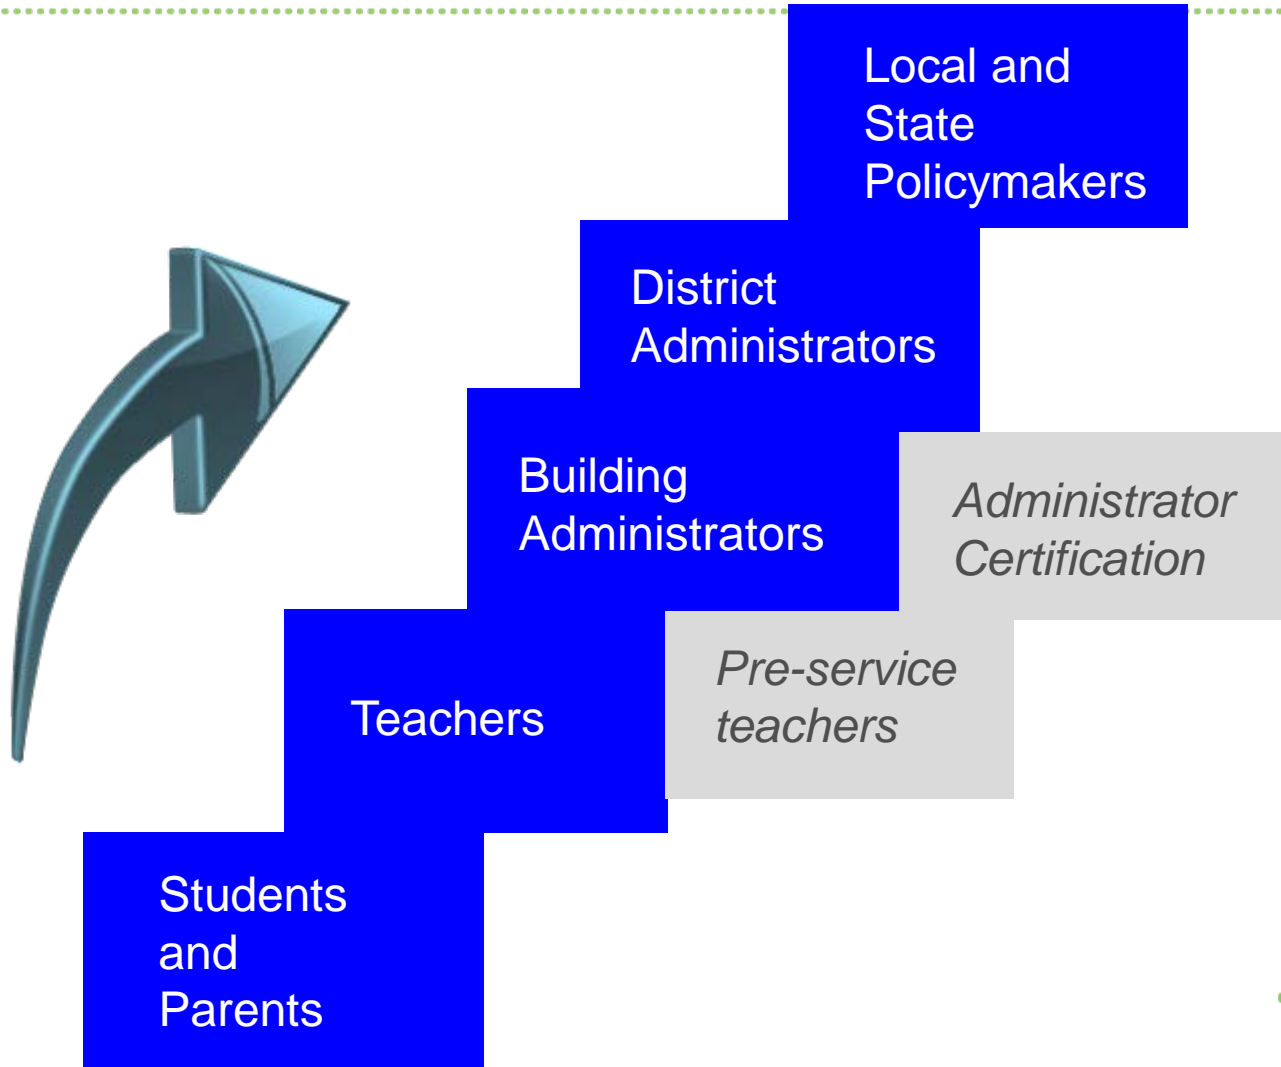 Local and
State
Policymakers
District
Administrators
Building
Administrators
Administrator
Certification
Teachers
Pre-service
teachers
Students
and
Parents